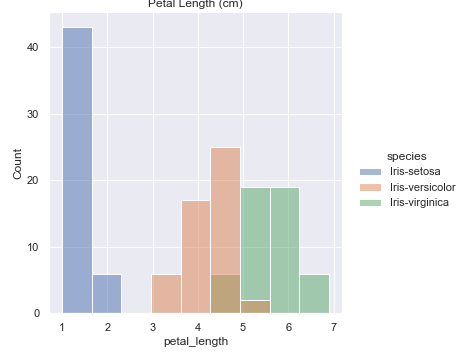 Petal Length (cm)
40
30
20
10
0
Count
1 2 3 4 5 6 7
petal_length
species
Iris-setosa
Iris-versicolor
Iris-virginica